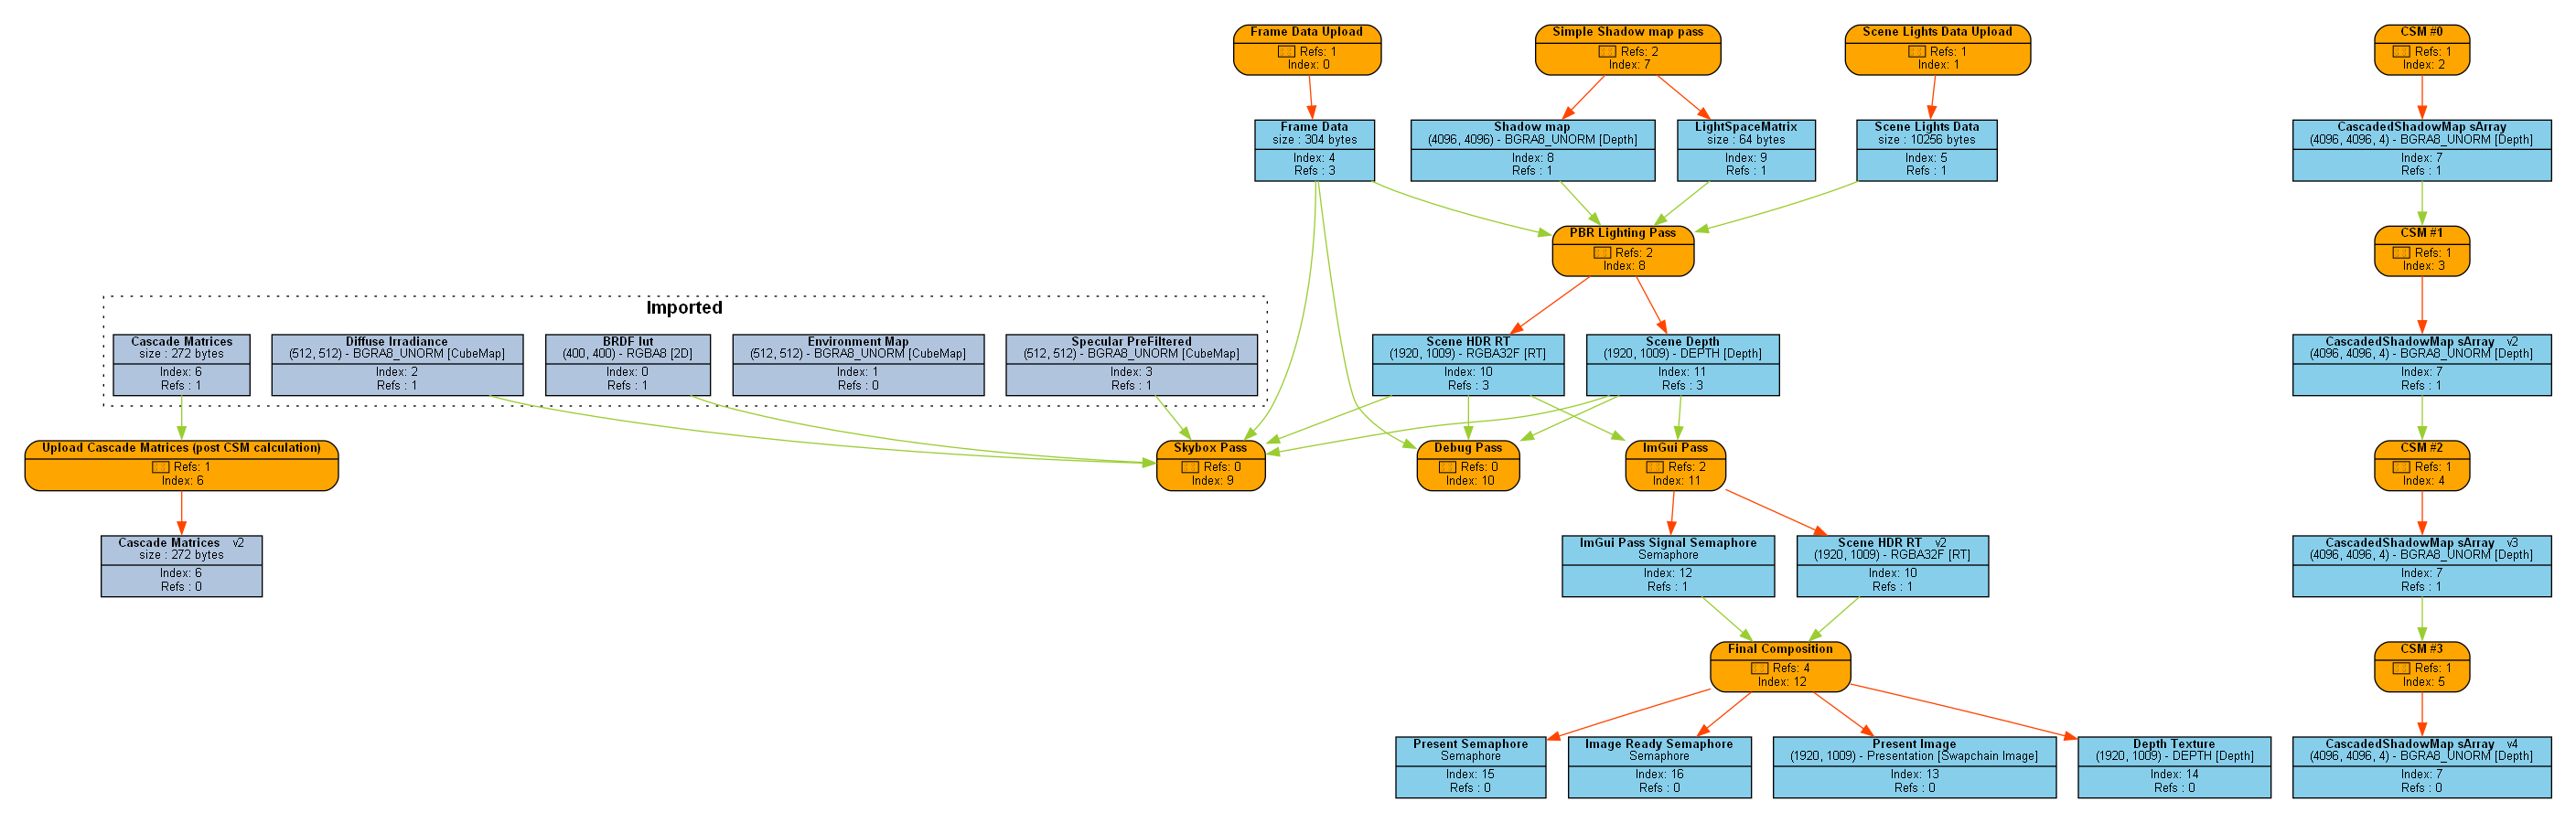 Frame Data Upload
Refs: 1
Index: 0
Simple Shadow map pass
Refs: 2
Index: 7
Scene Lights Data Upload
Refs: 1
Index: 1
CSM #0
Refs: 1
Index: 2
Frame Data
size : 304 bytes
Index: 4
Refs : 3
Shadow map
(4096, 4096) - BGRA8_UNORM [Depth]
Index: 8
Refs : 1
LightSpaceMatrix
size : 64 bytes
Index: 9
Refs : 1
Scene Lights Data
size : 10256 bytes
Index: 5
Refs : 1
CascadedShadowMap sArray
(4096, 4096, 4) - BGRA8_UNORM [Depth]
Index: 7
Refs : 1
PBR Lighting Pass
Refs: 2
Index: 8
CSM #1
Refs: 1
Index: 3
Imported
Cascade Matrices
size : 272 bytes
Index: 6
Refs : 1
Diffuse Irradiance
(512, 512) - BGRA8_UNORM [CubeMap]
Index: 2
Refs : 1
BRDF lut
(400, 400) - RGBA8 [2D]
Index: 0
Refs : 1
Environment Map
(512, 512) - BGRA8_UNORM [CubeMap]
Index: 1
Refs : 0
Specular PreFiltered
(512, 512) - BGRA8_UNORM [CubeMap]
Index: 3
Refs : 1
Scene HDR RT
(1920, 1009) - RGBA32F [RT]
Index: 10
Refs : 3
Scene Depth
(1920, 1009) - DEPTH [Depth]
Index: 11
Refs : 3
CascadedShadowMap sArray v2
(4096, 4096, 4) - BGRA8_UNORM [Depth]
Index: 7
Refs : 1
Upload Cascade Matrices (post CSM calculation)
Refs: 1
Index: 6
Skybox Pass
Refs: 0
Index: 9
Debug Pass
Refs: 0
Index: 10
ImGui Pass
Refs: 2
Index: 11
CSM #2
Refs: 1
Index: 4
Cascade Matrices v2
size : 272 bytes
Index: 6
Refs : 0
ImGui Pass Signal Semaphore
Semaphore
Index: 12
Refs : 1
Scene HDR RT v2
(1920, 1009) - RGBA32F [RT]
Index: 10
Refs : 1
CascadedShadowMap sArray v3
(4096, 4096, 4) - BGRA8_UNORM [Depth]
Index: 7
Refs : 1
Final Composition
Refs: 4
Index: 12
CSM #3
Refs: 1
Index: 5
Present Semaphore
Semaphore
Index: 15
Refs : 0
Image Ready Semaphore
Semaphore
Index: 16
Refs : 0
Present Image
(1920, 1009) - Presentation [Swapchain Image]
Index: 13
Refs : 0
Depth Texture
(1920, 1009) - DEPTH [Depth]
Index: 14
Refs : 0
CascadedShadowMap sArray v4
(4096, 4096, 4) - BGRA8_UNORM [Depth]
Index: 7
Refs : 0